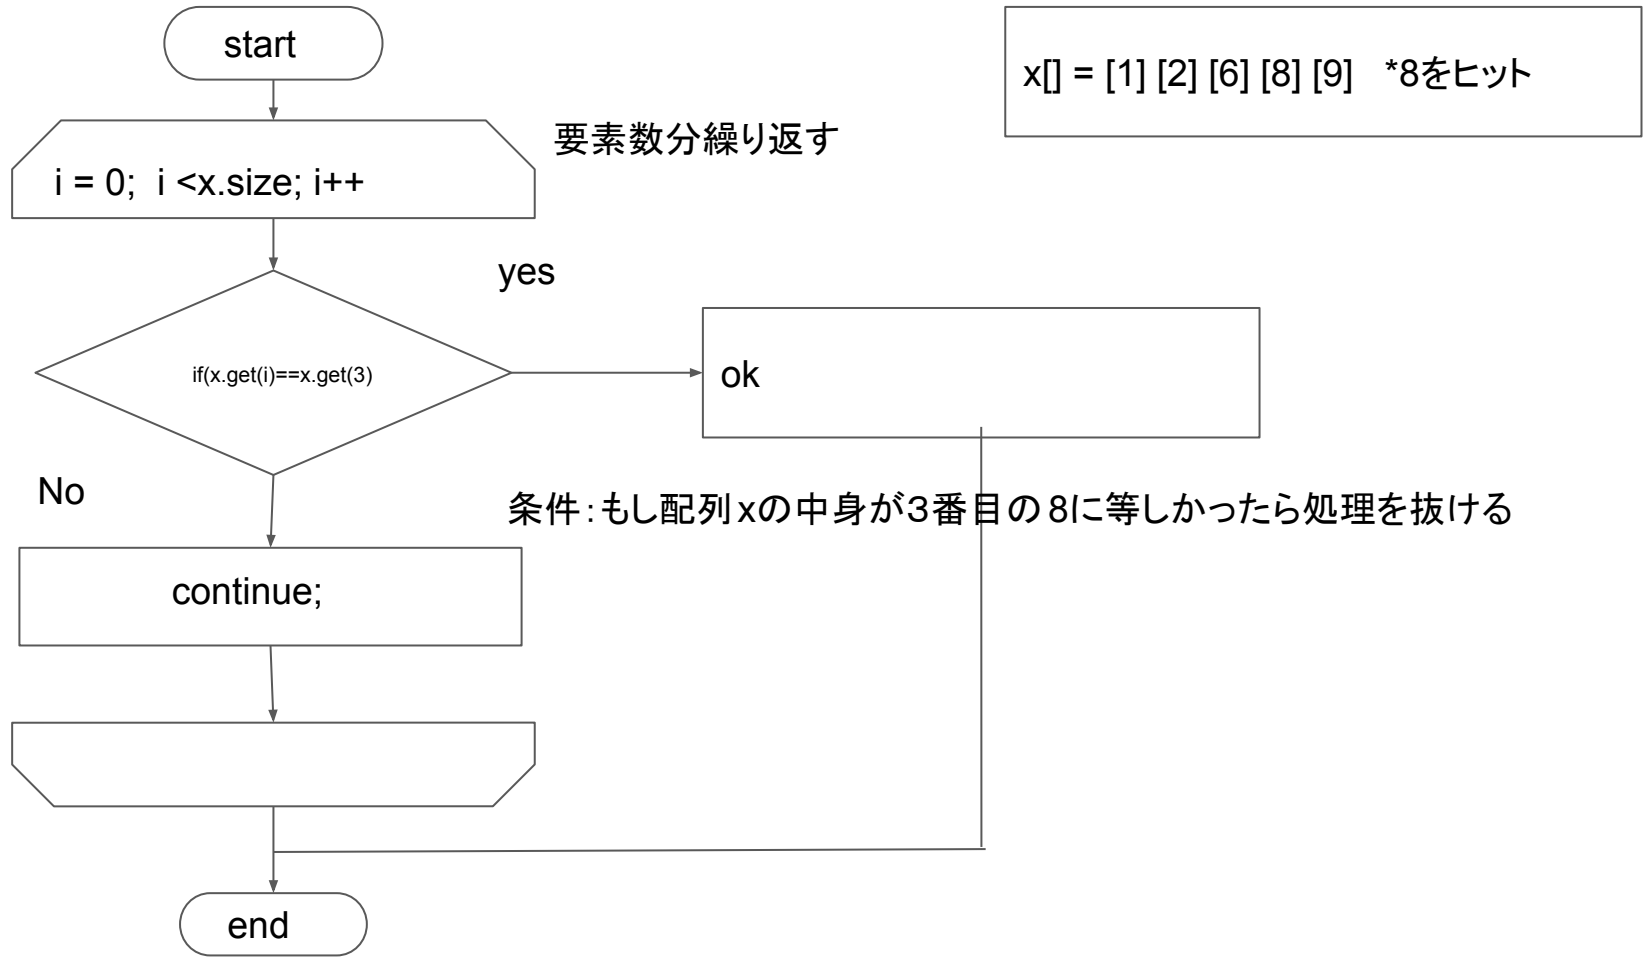 start
x[] = [1] [2] [6] [8] [9] *8をヒット
要素数分繰り返す
i = 0; i <x.size; i++
yes
if(x.get(i)==x.get(3)
ok
No
条件：もし配列xの中身が３番目の8に等しかったら処理を抜ける
continue;
end